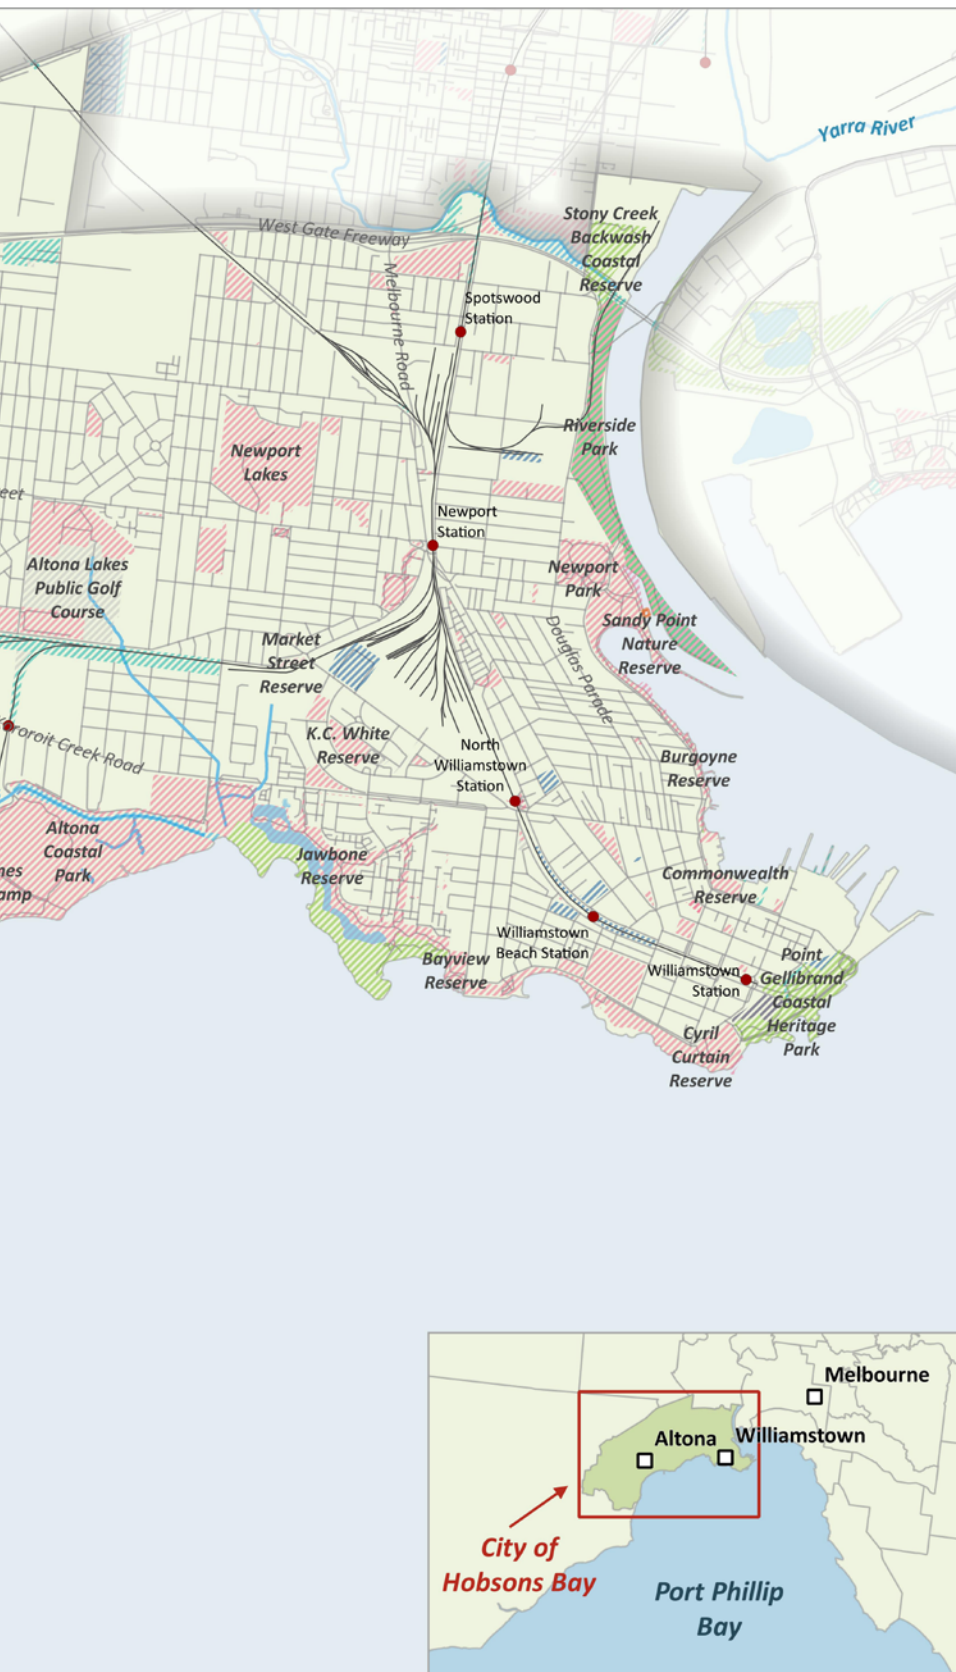 Yarra River
Stony Creek
Backwash
Coastal
Reserve
West Gate Freeway
Melbourne Road
Spotswood
Station
Riverside
Park
Newport
Lakes
Newport
Station
Altona Lakes
Public Golf
Course
Newport
Park
Sandy Point
Nature
Reserve
Douglas Parade
Market
Street
Reserve
K.C. White
Reserve
North
Williamstown
Station
Creek Road
Burgoyne
Reserve
Altona
Coastal
Park
Jawbone
Reserve
Commonwealth
Reserve
Williamstown
Beach Station
Bayview
Reserve
Williamstown
Station
Point
Gellibrand
Coastal
Heritage
Park
Cyril
Curtain
Reserve
Melbourne
Altona
Williamstown
City of
Hobsons Bay
Port Phillip
Bay